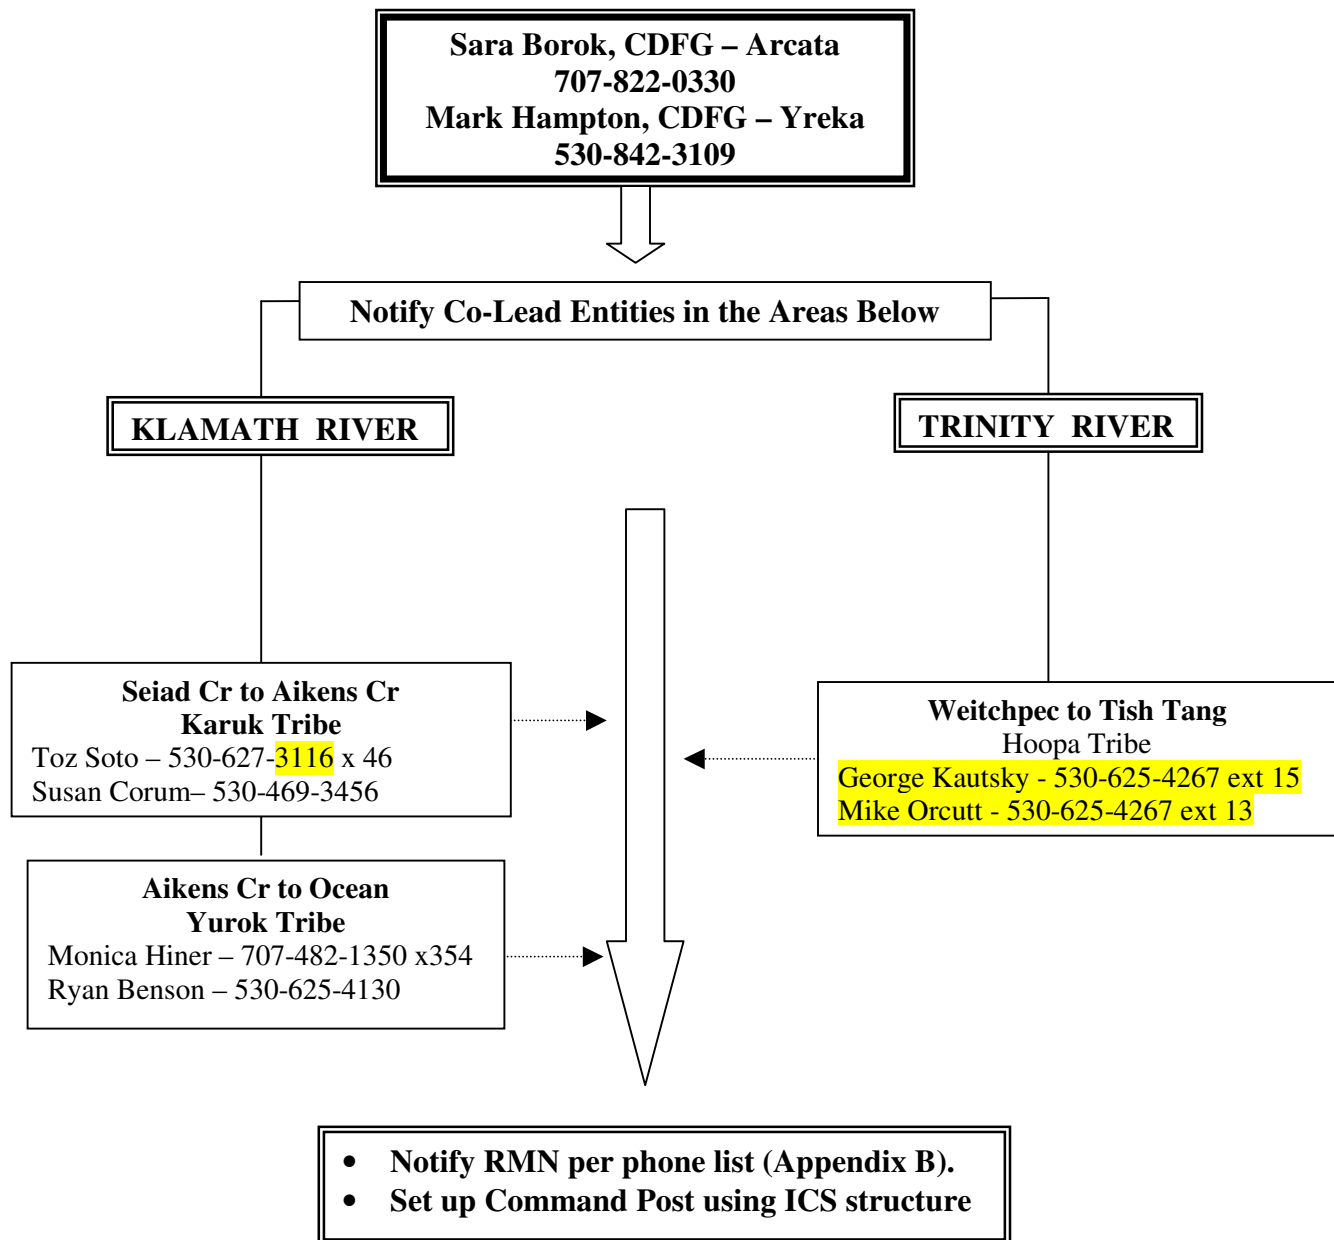 Sara Borok, CDFG – Arcata
707-822-0330
Mark Hampton, CDFG – Yreka
530-842-3109
Notify Co-Lead Entities in the Areas Below
KLAMATH RIVER
TRINITY RIVER
Seiad Cr to Aikens Cr
Karuk Tribe
Toz Soto – 530-627-3116 x 46
Susan Corum– 530-469-3456
Weitchpec to Tish Tang
Hoopa Tribe
George Kautsky - 530-625-4267 ext 15
Mike Orcutt - 530-625-4267 ext 13
Aikens Cr to Ocean
Yurok Tribe
Monica Hiner – 707-482-1350 x354
Ryan Benson – 530-625-4130
• Notify RMN per phone list (Appendix B).
• Set up Command Post using ICS structure